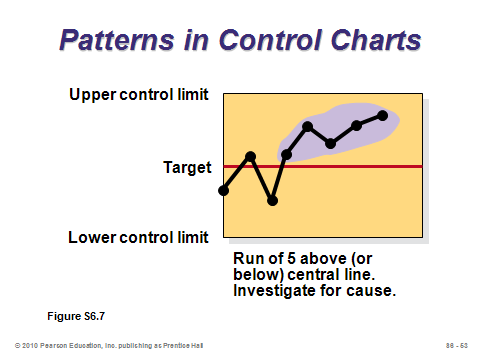 Patterns in Control Charts
Upper control limit
Target
Lower control limit
Run of 5 above (or
below) central line.
Investigate for cause.
Figure S6.7
© 2010 Pearson Education, Inc. publishing as Prentice Hall
S6 - 53